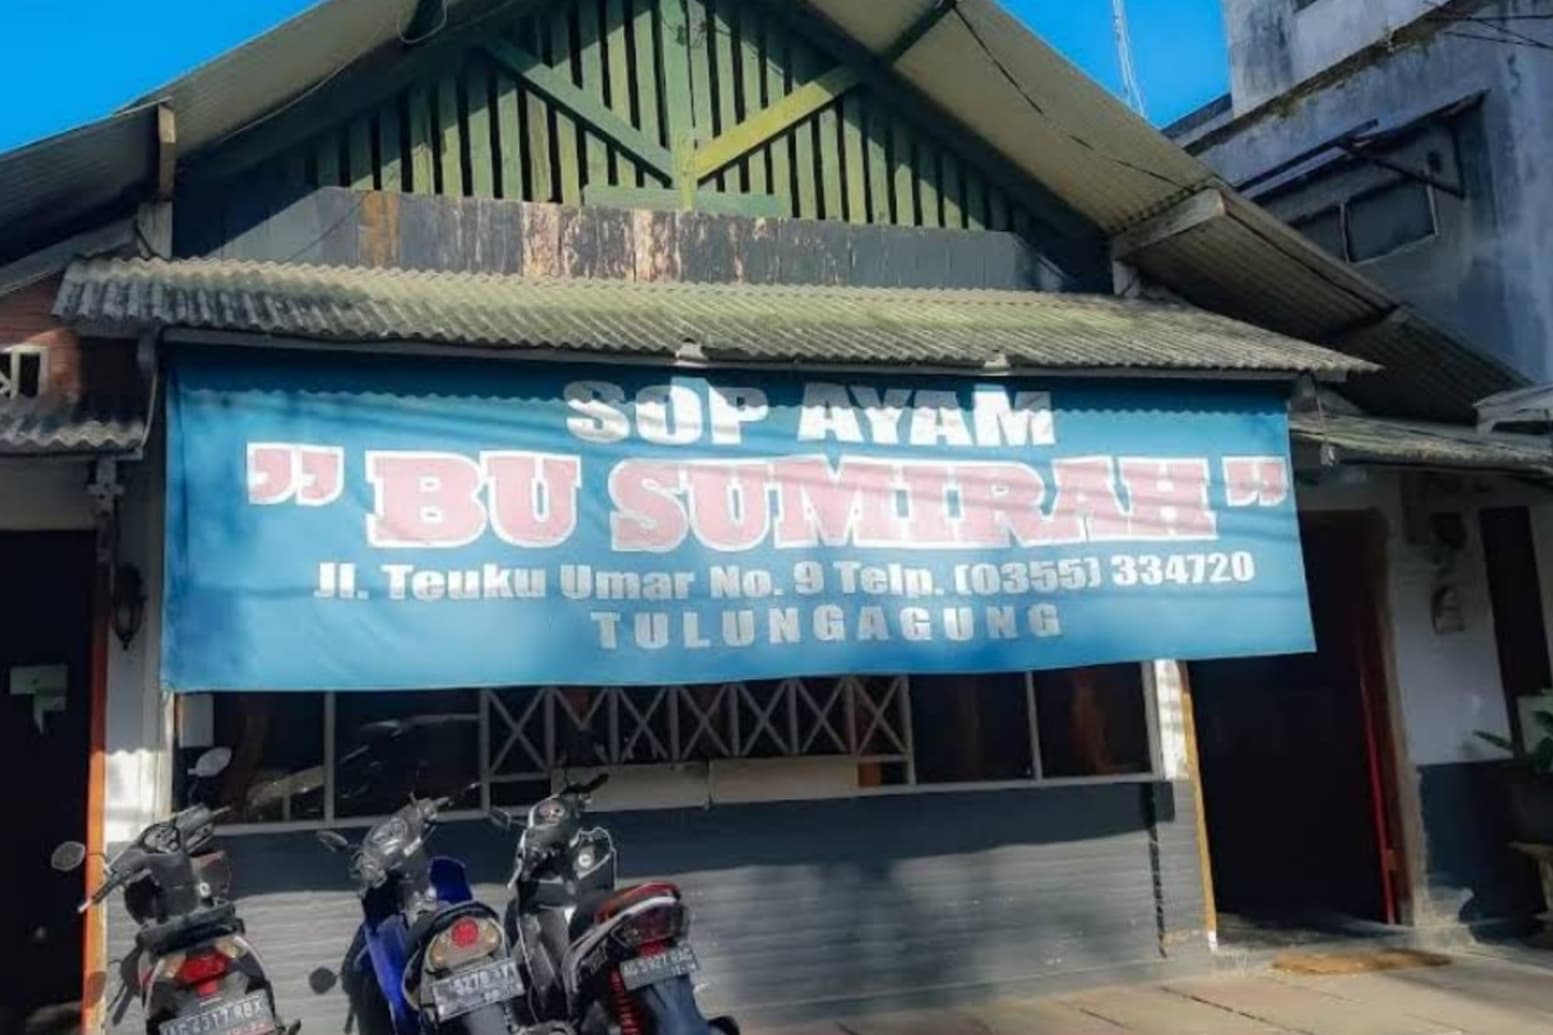 SOP AYAM
"BU SUMIRAH"
Jl. Teuku Umar No. 9 Telp. (0355) 334720
TULUNGAGUNG